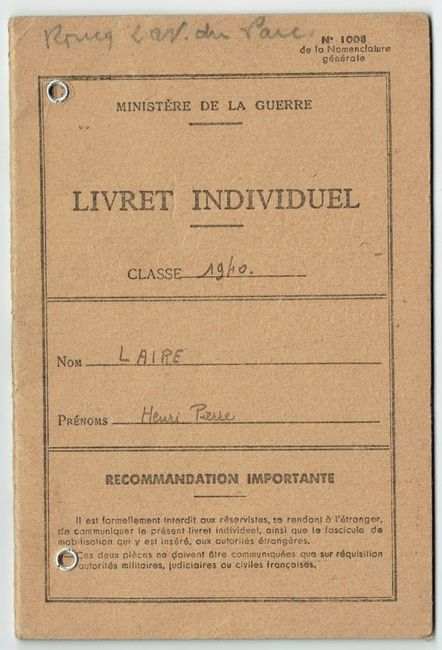 Roucq 2 av. du Parc
N° 1008
de la Nomenclature
générale
MINISTÈRE DE LA GUERRE
LIVRET INDIVIDUEL
CLASSE 1940.
NOM LAIRE
PRÉNOMS Henri Pierre
RECOMMANDATION IMPORTANTE
Il est formellement interdit aux réservistes, se rendant à l'étranger,
de communiquer le présent livret individuel, ainsi que le fascicule de
mobilisation qui y est inséré, aux autorités étrangères.
Ces deux pièces ne doivent être communiquées que sur réquisition
autorités militaires, judiciaires ou civiles françaises.